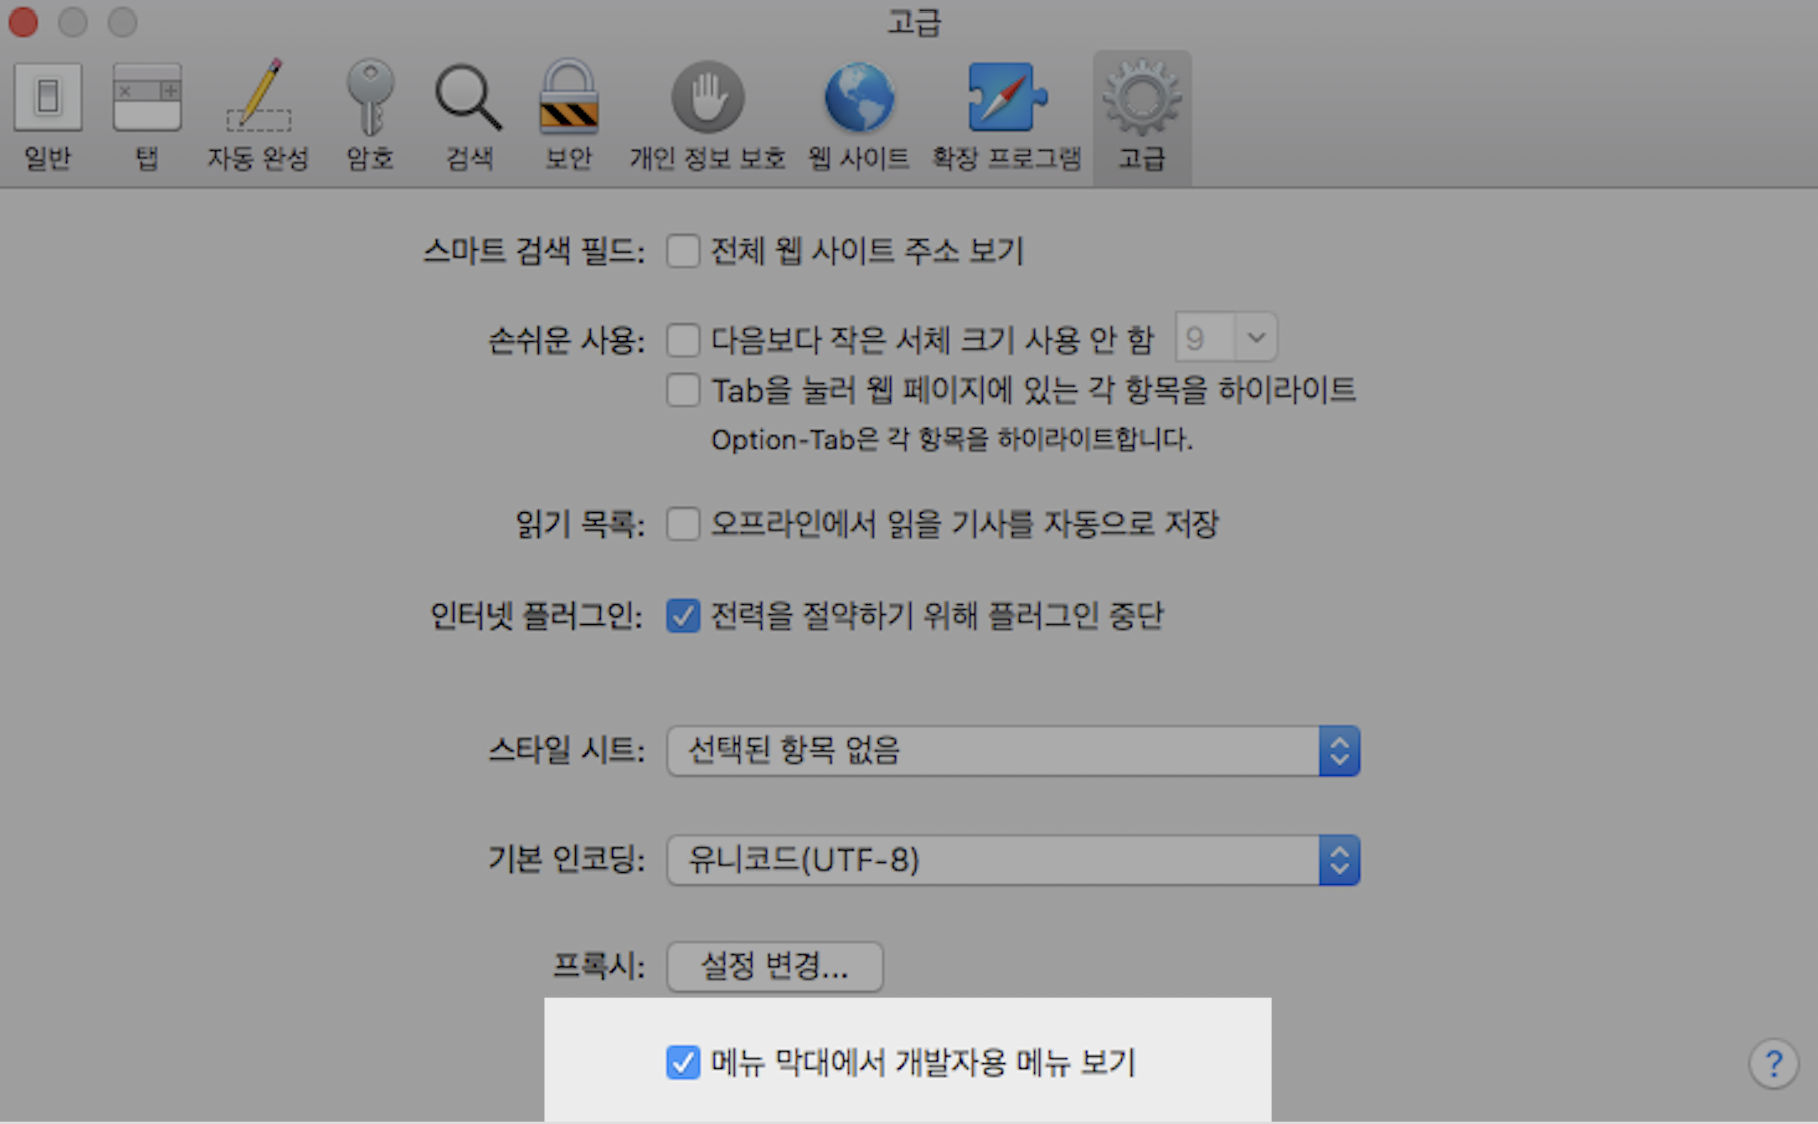 고급
일반 탭 자동 완성 암호 검색 보안 개인 정보 보호 웹 사이트 확장 프로그램 고급
스마트 검색 필드: 전체 웹 사이트 주소 보기
손쉬운 사용: 다음보다 작은 서체 크기 사용 안 함 9
Tab을 눌러 웹 페이지에 있는 각 항목을 하이라이트
Option-Tab은 각 항목을 하이라이트합니다.
읽기 목록: 오프라인에서 읽을 기사를 자동으로 저장
인터넷 플러그인: 전력을 절약하기 위해 플러그인 중단
스타일 시트: 선택된 항목 없음
기본 인코딩: 유니코드(UTF-8)
프록시: 설정 변경...
메뉴 막대에서 개발자용 메뉴 보기
?